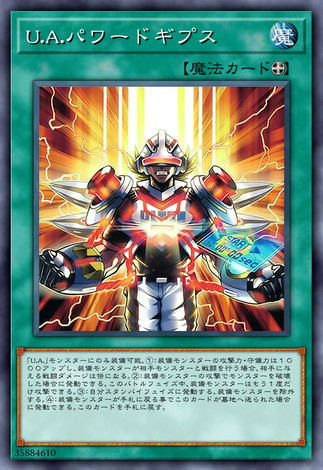 U.A.パワードギプス
魔
【魔法カード】
START
「U.A.」モンスターにのみ装備可能。①:装備モンスターの攻撃力・守備力は１０
００アップし、装備モンスターが相手モンスターと戦闘を行う場合、相手に与
える戦闘ダメージは倍になる。②:装備モンスターの攻撃でモンスターを破壊
した場合に発動できる。このバトルフェイズ中、装備モンスターはもう１度だけ
攻撃できる。③:自分スタンバイフェイズに発動する。装備モンスターを除外
する。④:装備モンスターが手札に戻る事でこのカードが墓地へ送られた場合
に発動できる。このカードを手札に戻す。
35884610